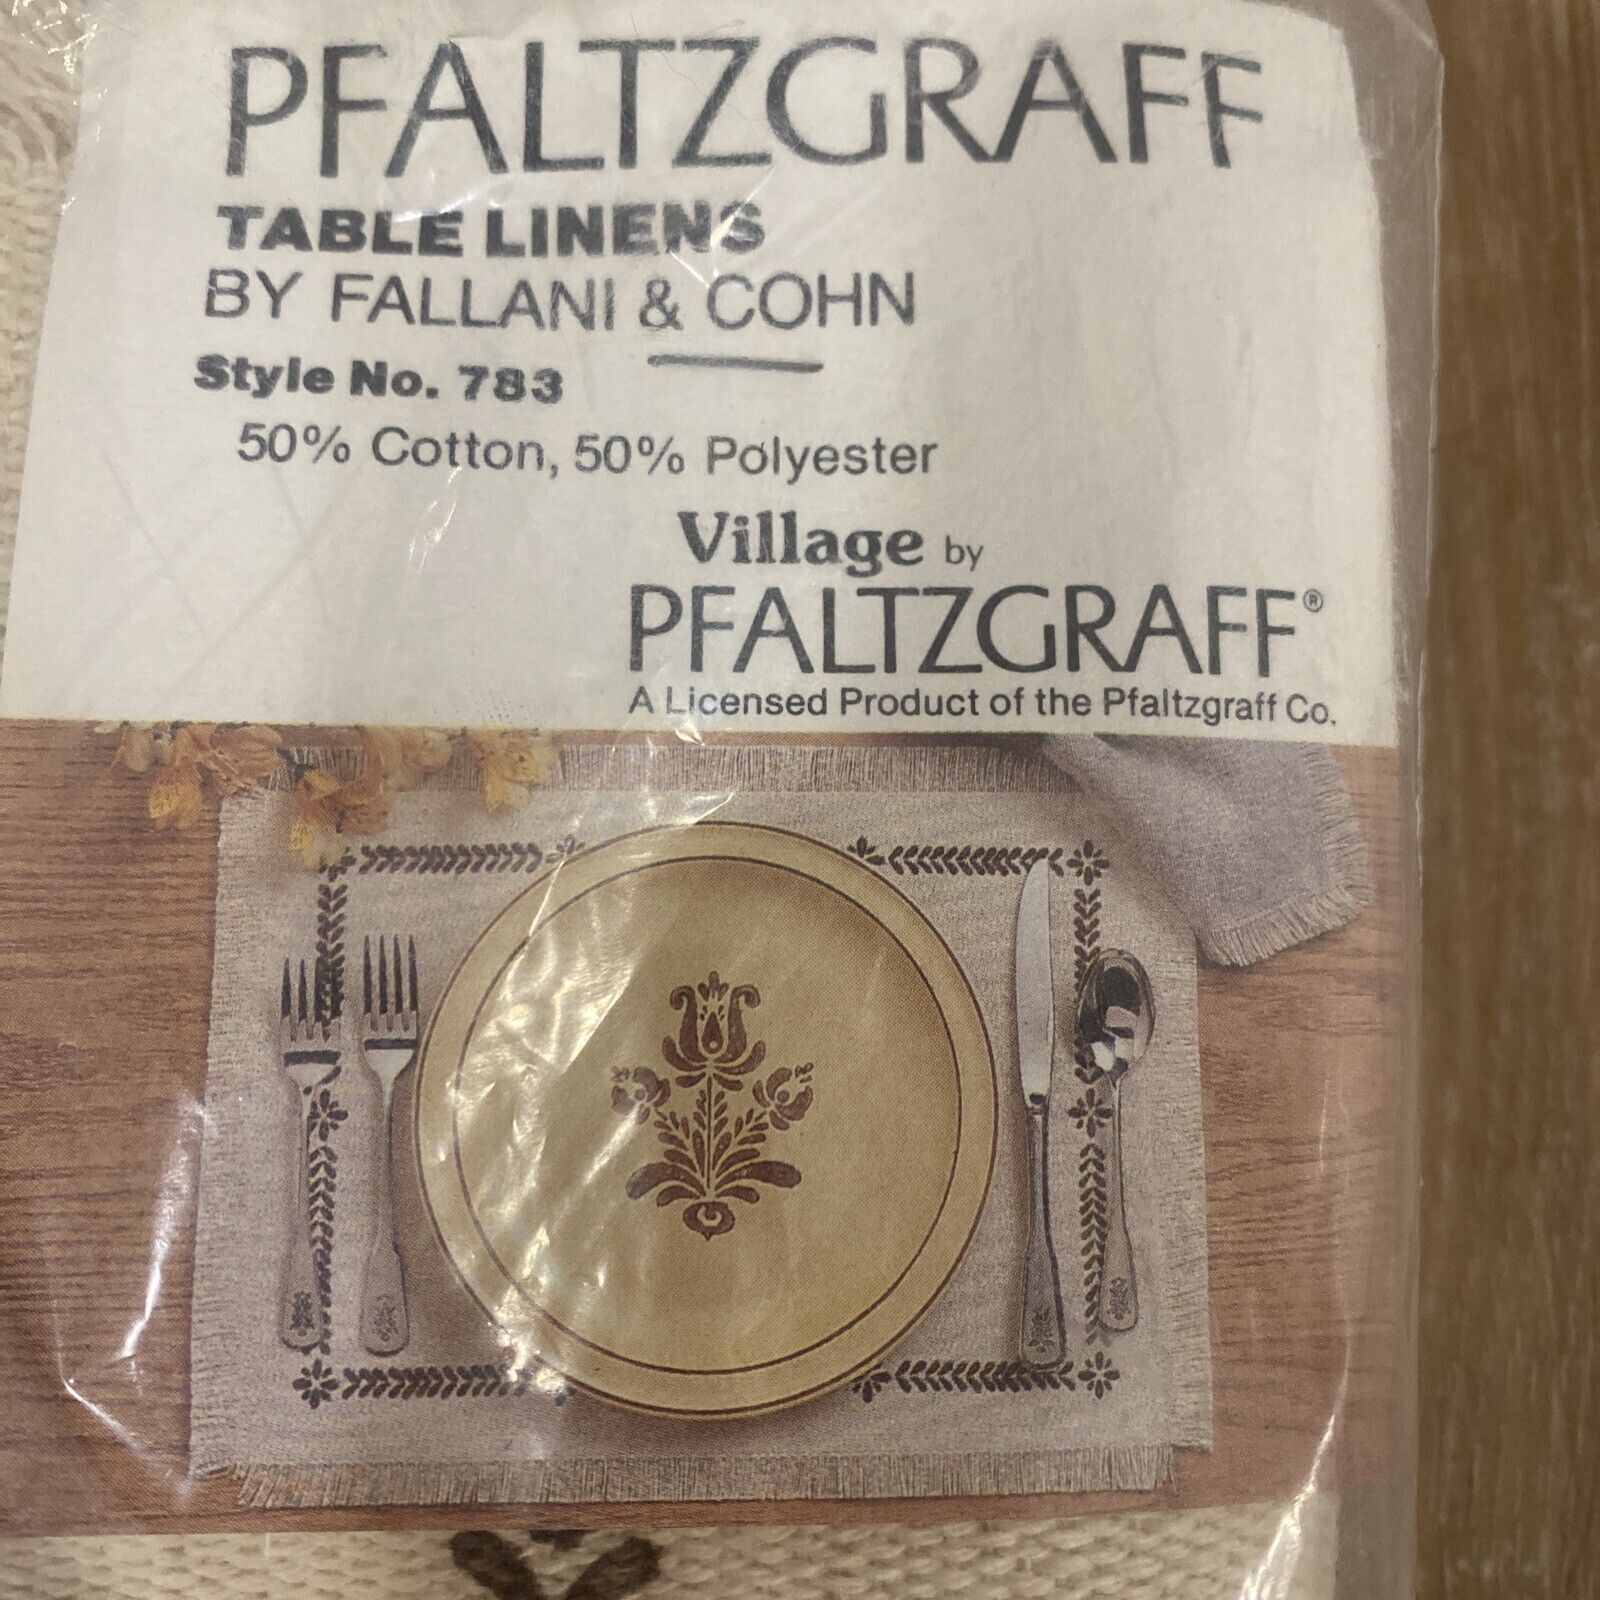 PFALTZGRAFF
TABLE LINENS
BY FALLANI & COHN
Style No. 783
50% Cotton, 50% Polyester
Village by
PFALTZGRAFF®
A Licensed Product of the Pfaltzgraff Co.